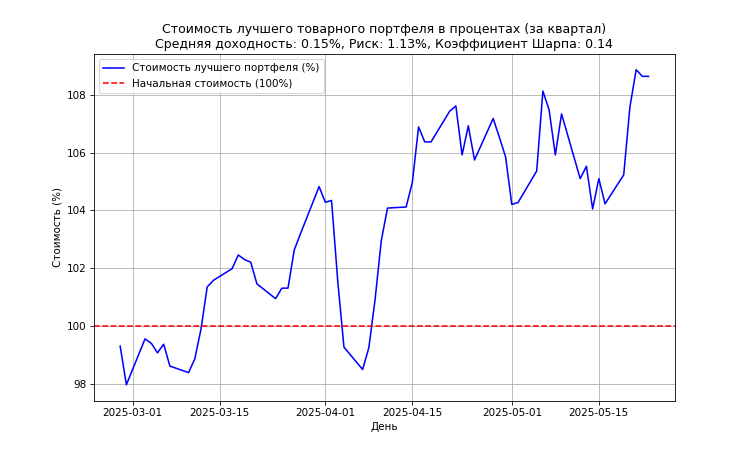 Стоимость лучшего товарного портфеля в процентах (за квартал)
Средняя доходность: 0.15%, Риск: 1.13%, Коэффициент Шарпа: 0.14
Стоимость лучшего портфеля (%)
Начальная стоимость (100%)
Стоимость (%)
108
106
104
102
100
98
2025-03-01
2025-03-15
2025-04-01
2025-04-15
2025-05-01
2025-05-15
День